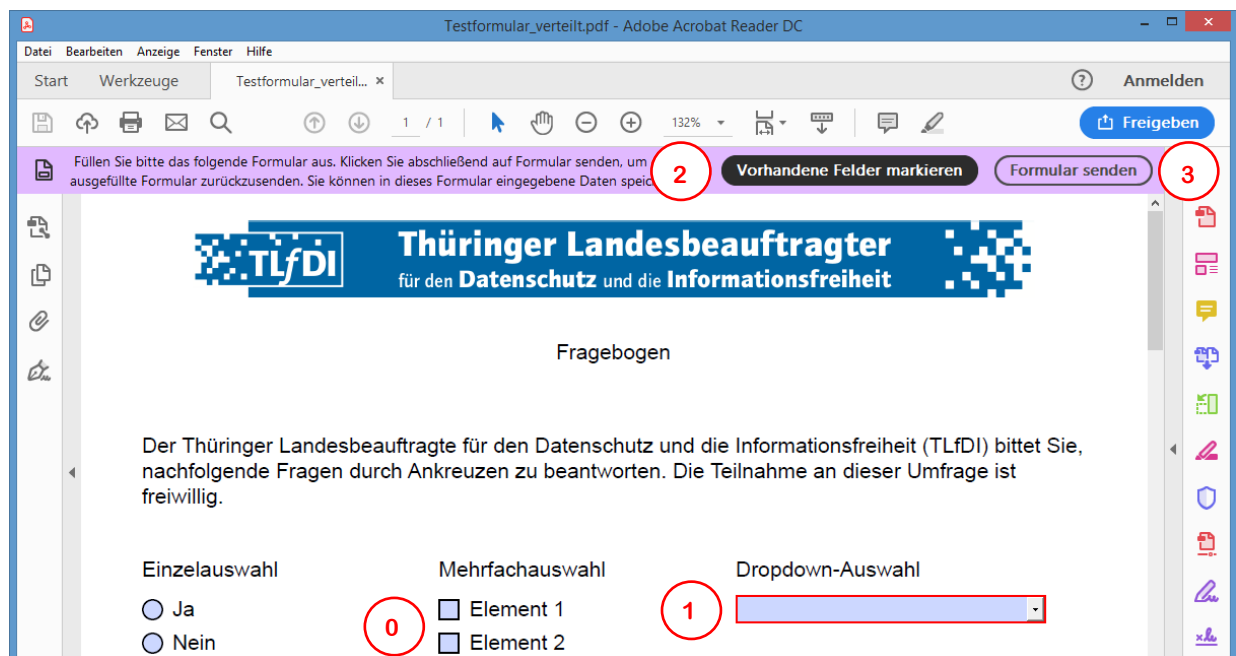 Testformular_verteilt.pdf - Adobe Acrobat Reader DC
Datei Bearbeiten Anzeige Fenster Hilfe
Start Werkzeuge Testformular_verteil... × ? Anmelden
1 / 1 132% Freigeben
Füllen Sie bitte das folgende Formular aus. Klicken Sie abschließend auf Formular senden, um
ausgefüllte Formular zurückzusenden. Sie können in dieses Formular eingegebene Daten
2 Vorhandene Felder markieren Formular senden 3
TLfDI
Thüringer Landesbeauftragter
für den Datenschutz und die Informationsfreiheit
Fragebogen
Der Thüringer Landesbeauftragte für den Datenschutz und die Informationsfreiheit (TLfDI) bittet Sie,
nachfolgende Fragen durch Ankreuzen zu beantworten. Die Teilnahme an dieser Umfrage ist
freiwillig.
Einzelauswahl Mehrfachauswahl Dropdown-Auswahl
Ja Element 1 1
0
Nein Element 2